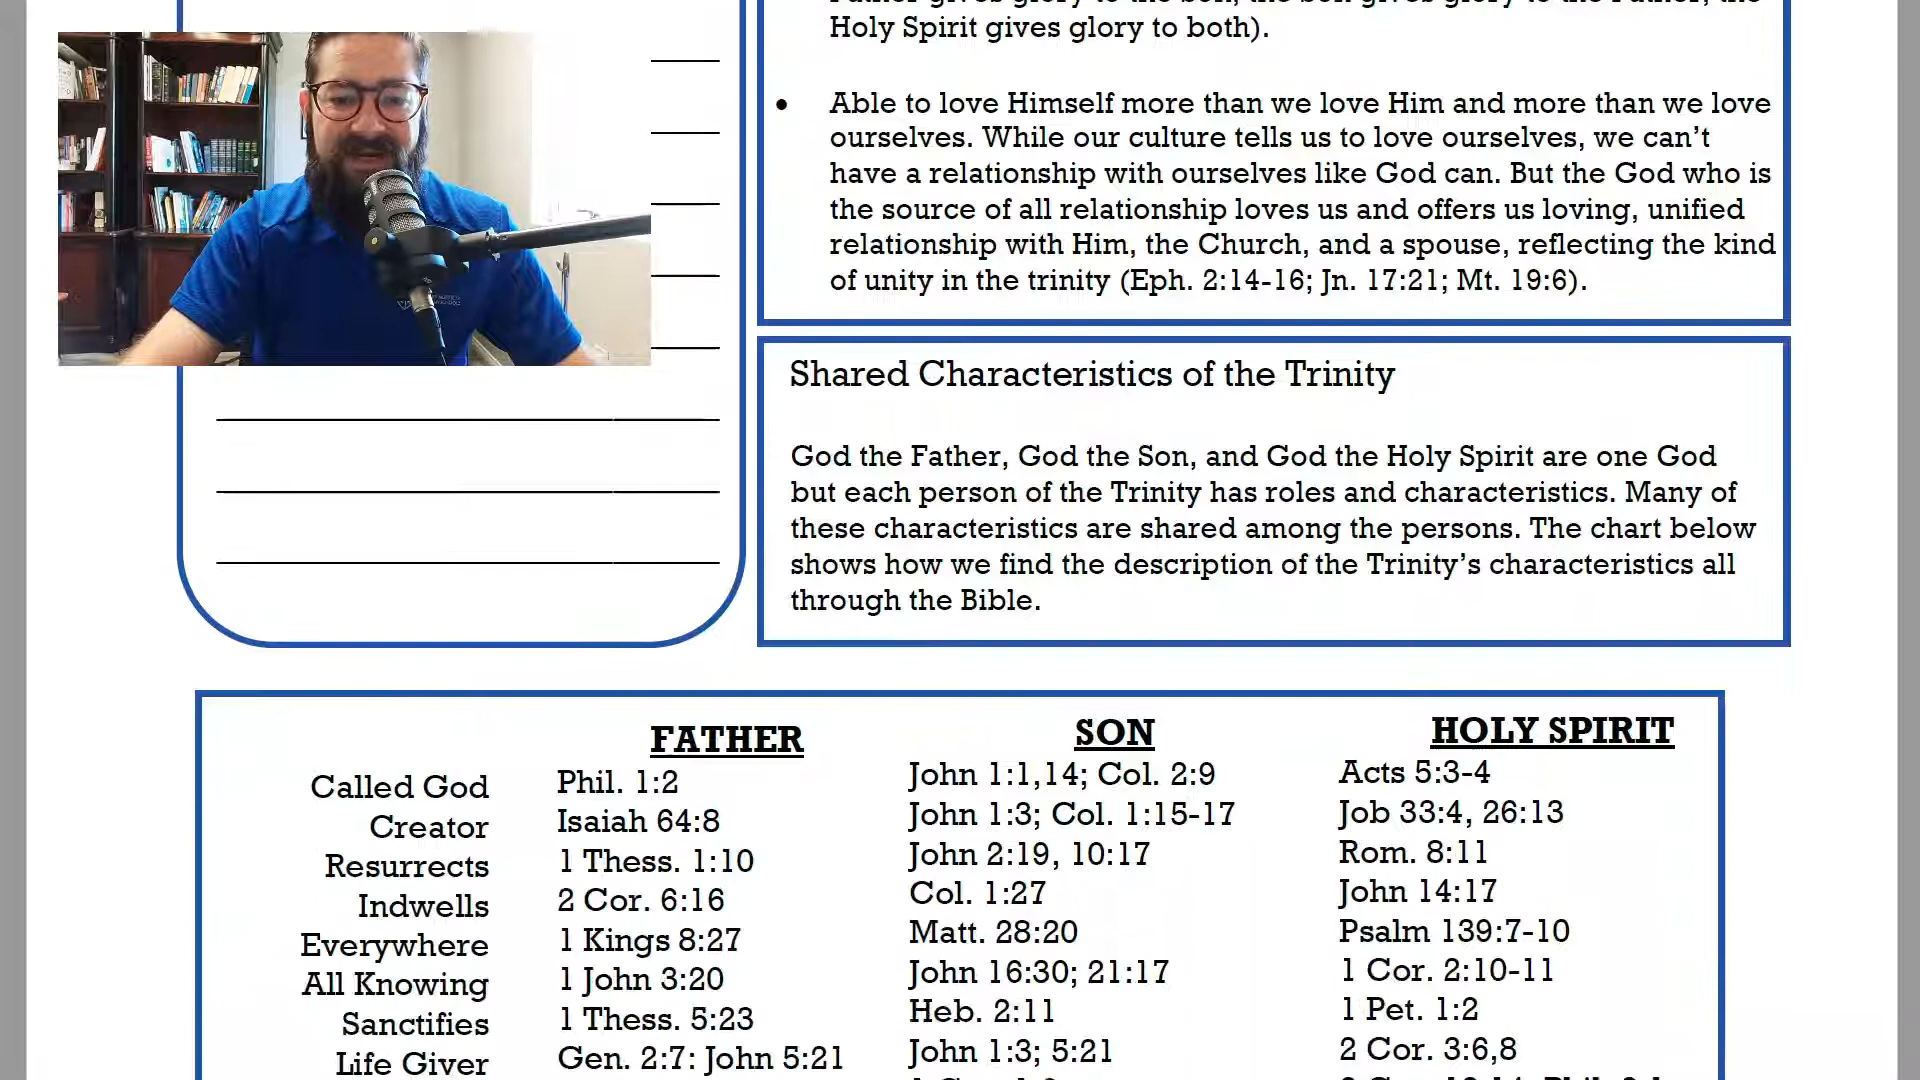 Holy Spirit gives glory to both).
• Able to love Himself more than we love Him and more than we love
ourselves. While our culture tells us to love ourselves, we can’t
have a relationship with ourselves like God can. But the God who is
the source of all relationship loves us and offers us loving, unified
relationship with Him, the Church, and a spouse, reflecting the kind
of unity in the trinity (Eph. 2:14-16; Jn. 17:21; Mt. 19:6).
Shared Characteristics of the Trinity
God the Father, God the Son, and God the Holy Spirit are one God
but each person of the Trinity has roles and characteristics. Many of
these characteristics are shared among the persons. The chart below
shows how we find the description of the Trinity’s characteristics all
through the Bible.
FATHER SON HOLY SPIRIT
Called God Phil. 1:2 John 1:1,14; Col. 2:9 Acts 5:3-4
Creator Isaiah 64:8 John 1:3; Col. 1:15-17 Job 33:4, 26:13
Resurrects 1 Thess. 1:10 John 2:19, 10:17 Rom. 8:11
Indwells 2 Cor. 6:16 Col. 1:27 John 14:17
Everywhere 1 Kings 8:27 Matt. 28:20 Psalm 139:7-10
All Knowing 1 John 3:20 John 16:30; 21:17 1 Cor. 2:10-11
Sanctifies 1 Thess. 5:23 Heb. 2:11 1 Pet. 1:2
Life Giver Gen. 2:7: John 5:21 John 1:3; 5:21 2 Cor. 3:6,8